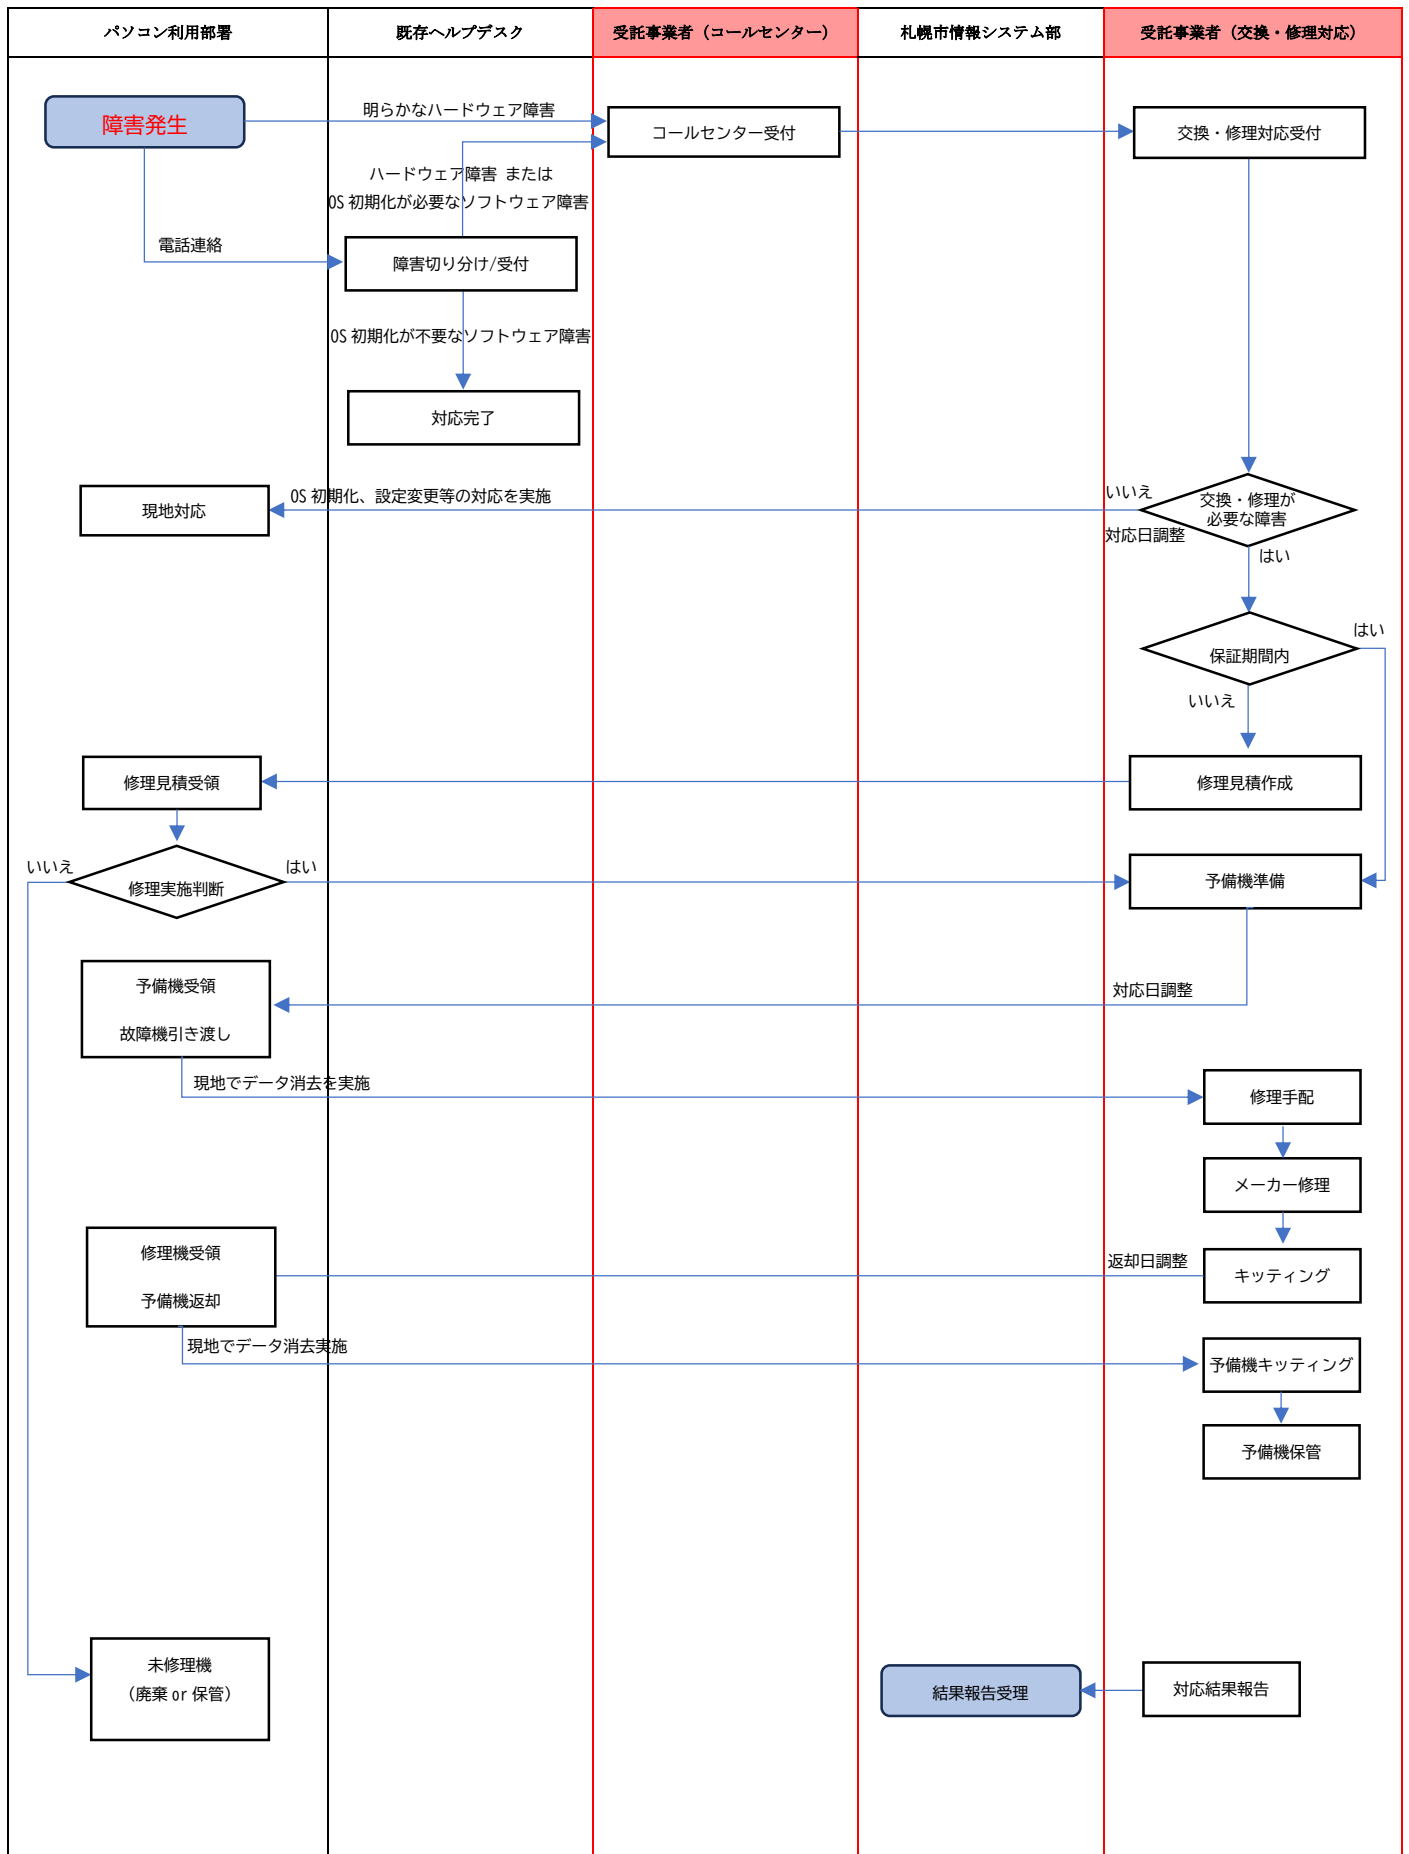 パソコン利用部署
既存ヘルプデスク
受託事業者（コールセンター）
札幌市情報システム部
受託事業者（交換・修理対応）
障害発生
明らかなハードウェア障害
コールセンター受付
交換・修理対応受付
ハードウェア障害 または
OS 初期化が必要なソフトウェア障害
電話連絡
障害切り分け/受付
OS 初期化が不要なソフトウェア障害
対応完了
現地対応
OS 初期化、設定変更等の対応を実施
いいえ
交換・修理が
必要な障害
対応日調整
はい
はい
保証期間内
いいえ
修理見積受領
修理見積作成
いいえ
はい
修理実施判断
予備機準備
予備機受領
故障機引き渡し
対応日調整
現地でデータ消去を実施
修理手配
メーカー修理
修理機受領
予備機返却
返却日調整
キッティング
現地でデータ消去実施
予備機キッティング
予備機保管
未修理機
（廃棄 or 保管）
結果報告受理
対応結果報告